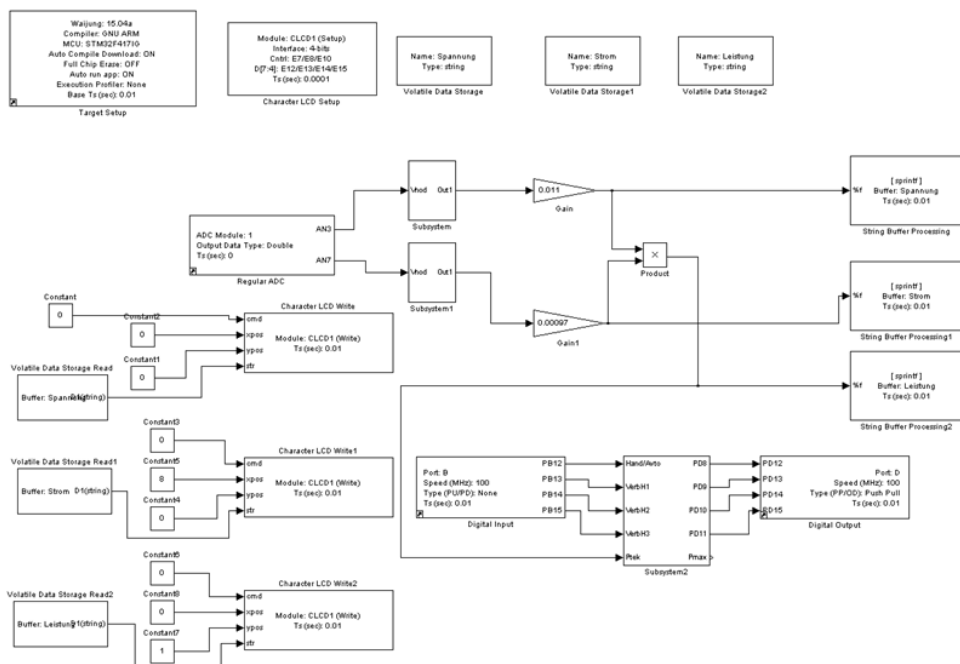 Waijung: 15.04a
Compiler: GNU ARM
MCU: STM32F417IG
Auto Compile Download: ON
Full Chip Erase: OFF
Auto run app: ON
Execution Profiler: None
Base Ts (sec): 0.01
Target Setup
Module: CLCD1 (Setup)
Interface: 4-bits
Cntrl: E7/E8/E10
D[7:4]: E12/E13/E14/E15
Ts (sec): 0.0001
Character LCD Setup
Name: Spannung
Type: string
Volatile Data Storage
Name: Strom
Type: string
Volatile Data Storage1
Name: Leistung
Type: string
Volatile Data Storage2
ADC Module: 1
Output Data Type: Double
Ts (sec): 0
AN3
AN7
Regular ADC
Vhod Out1
Subsystem
Vhod Out1
Subsystem1
0.011
Gain
0.00097
Gain1
×
Product
%f
[sprintf]
Buffer: Spannung
Ts (sec): 0.01
String Buffer Processing
%f
[sprintf]
Buffer: Strom
Ts (sec): 0.01
String Buffer Processing1
%f
[sprintf]
Buffer: Leistung
Ts (sec): 0.01
String Buffer Processing2
Constant
0
Constant2
0
Constant1
0
Volatile Data Storage Read
Buffer: Spannung D1(string)
Character LCD Write
cmd
xpos
ypos
str
Module: CLCD1 (Write)
Ts (sec): 0.01
Constant3
0
Constant5
8
Constant4
0
Volatile Data Storage Read1
Buffer: Strom D1(string)
Character LCD Write1
cmd
xpos
ypos
str
Module: CLCD1 (Write)
Ts (sec): 0.01
Constant6
0
Constant8
0
Constant7
1
Volatile Data Storage Read2
Buffer: Leistung D1(string)
Character LCD Write2
cmd
xpos
ypos
str
Module: CLCD1 (Write)
Ts (sec): 0.01
Port: B
Speed (MHz): 100
Type (PU/PD): None
Ts (sec): 0.01
PB12
PB13
PB14
PB15
Digital Input
Hand/Avto
VerbH1
VerbH2
VerbH3
Ptek
PD8
PD9
PD10
PD11
Pmax
Subsystem2
PD12
PD13
PD14
PD15
Port: D
Speed (MHz): 100
Type (PP/OD): Push Pull
Ts (sec): 0.01
Digital Output